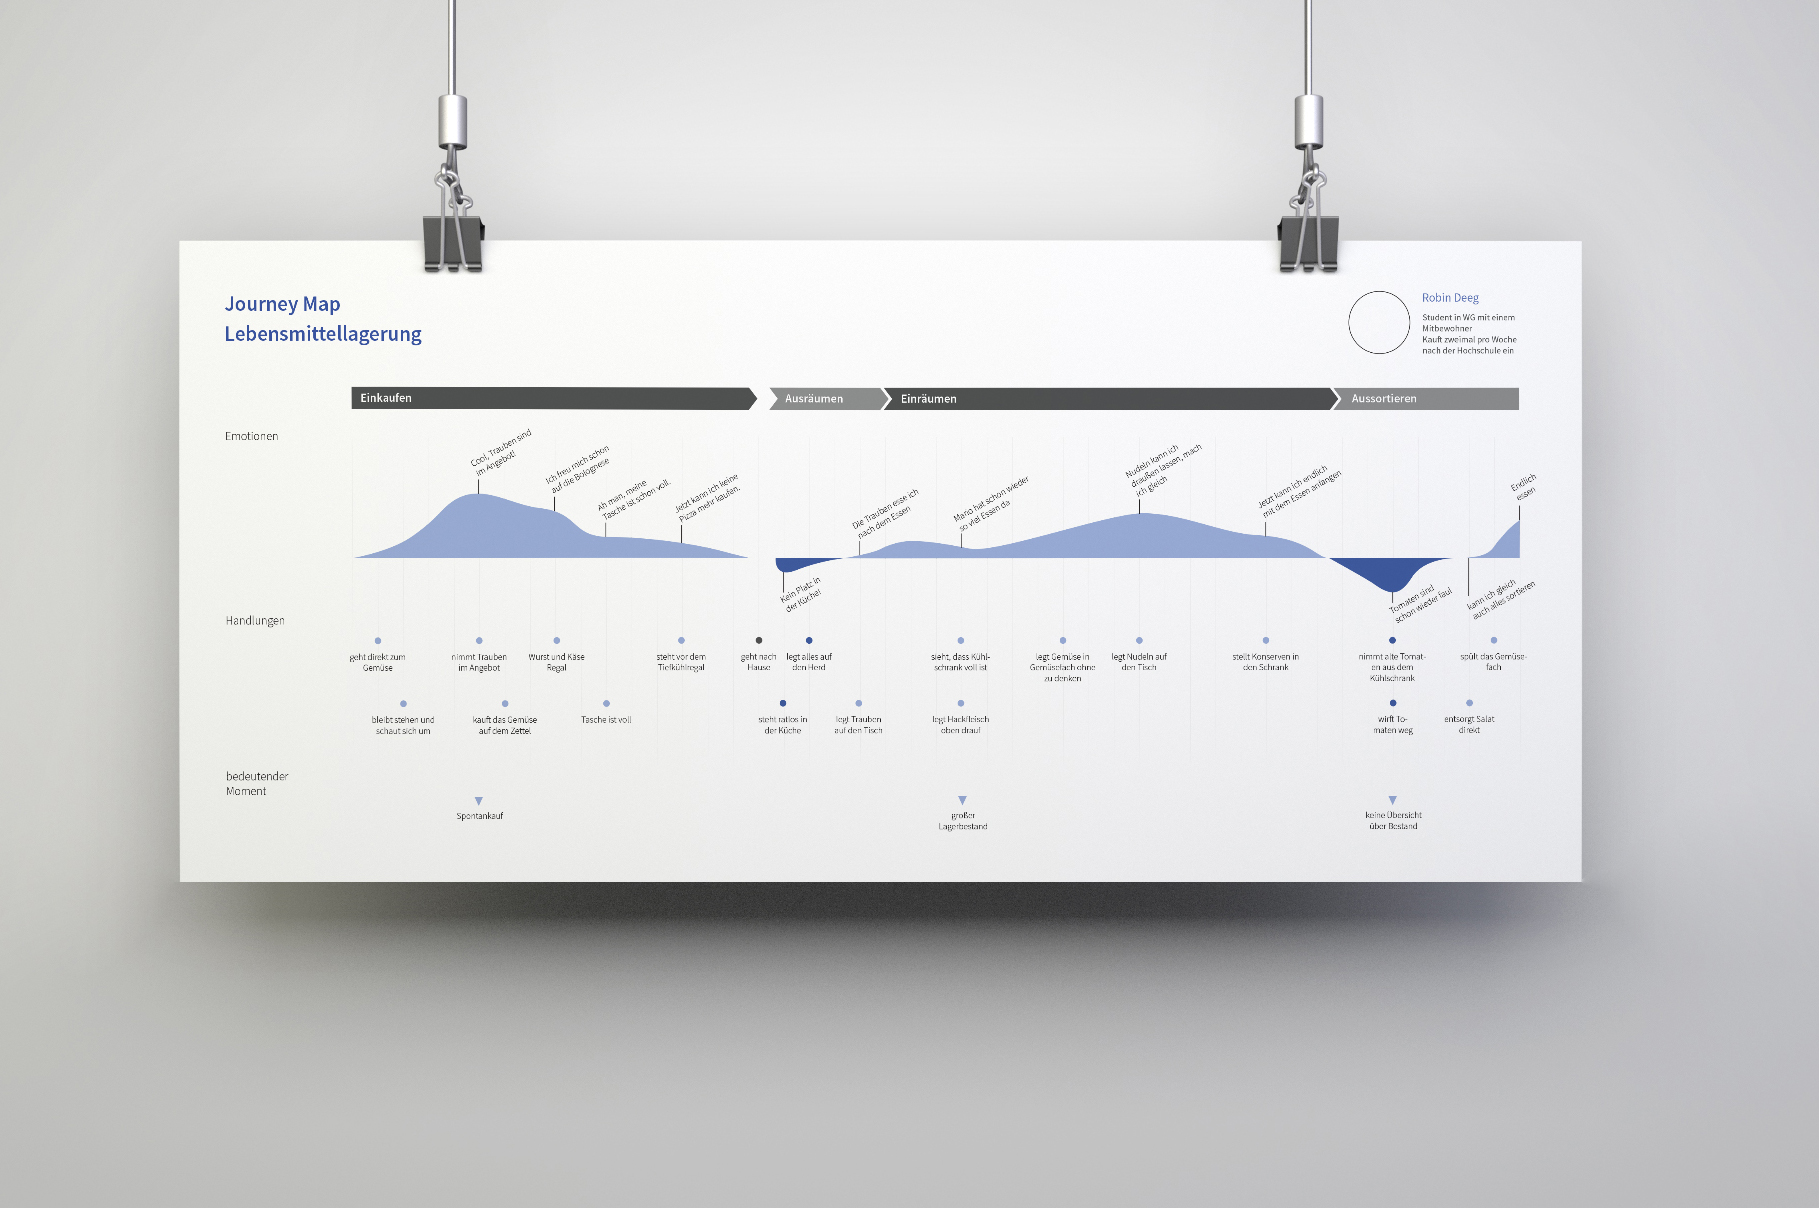 Journey Map
Lebensmittellagerung
Robin Deeg
Student in WG mit einem
Mitbewohner
Kauft zweimal pro Woche
nach der Hochschule ein
Einkaufen
Ausräumen
Einräumen
Aussortieren
Emotionen
Cool, Trauben sind
im Angebot!
Ich freu mich schon
auf die Bolognese
Ah man, meine
Tasche ist schon voll.
Jetzt kann ich keine
Pizza mehr kaufen.
Kein Platz in
der Küche!
Die Trauben esse ich
nach dem Essen
Mario hat schon wieder
so viel Essen da
Nudeln kann ich
draußen lassen, mach
ich gleich
Jetzt kann ich endlich
mit dem Essen anfangen
Tomaten sind
schon wieder faul
kann ich gleich
auch alles sortieren
Endlich
essen
Handlungen
geht direkt zum
Gemüse
nimmt Trauben
im Angebot
Wurst und Käse
Regal
steht vor dem
Tiefkühlregal
geht nach
Hause
legt alles auf
den Herd
sieht, dass Kühl-
schrank voll ist
legt Gemüse in
Gemüsefach ohne
zu denken
legt Nudeln auf
den Tisch
stellt Konserven in
den Schrank
nimmt alte Tomat-
en aus dem
Kühlschrank
spült das Gemüse-
fach
bleibt stehen und
schaut sich um
kauft das Gemüse
auf dem Zettel
Tasche ist voll
steht ratlos in
der Küche
legt Trauben
auf den Tisch
legt Hackfleisch
oben drauf
wirft To-
maten weg
entsorgt Salat
direkt
bedeutender
Moment
Spontankauf
großer
Lagerbestand
keine Übersicht
über Bestand